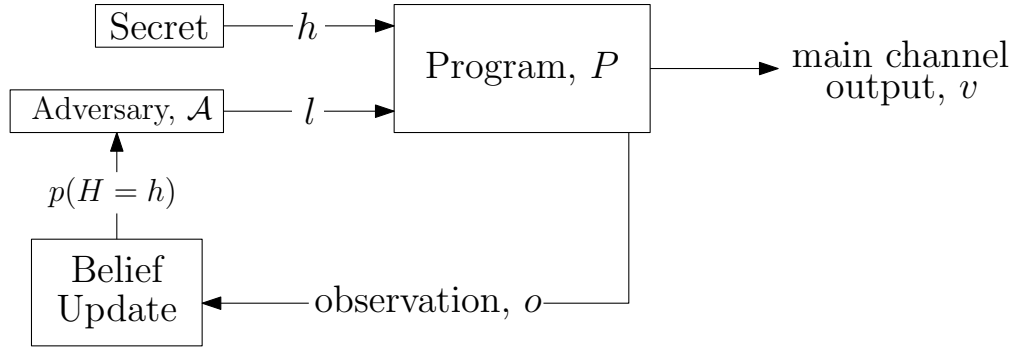 Secret
h
Program, P
main channel
output, v
Adversary, 𝒜
l
p(H = h)
Belief
Update
observation, o